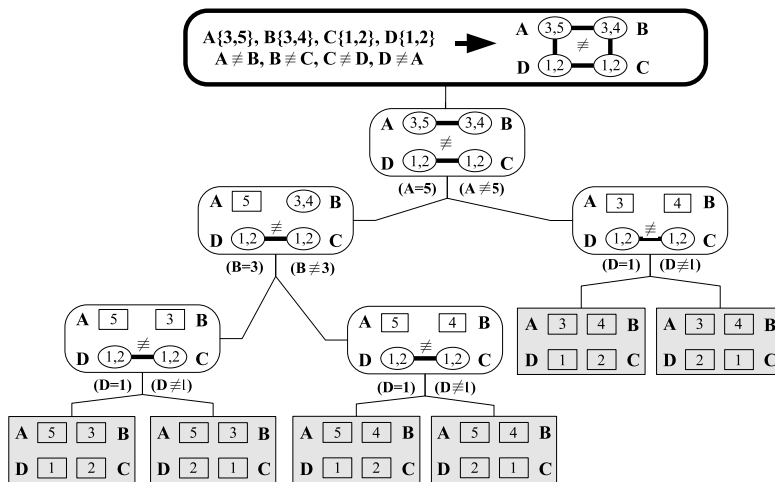 A{3,5}, B{3,4}, C{1,2}, D{1,2}
A ≢ B, B ≢ C, C ≢ D, D ≢ A
A 3,5 3,4 B
≢
D 1,2 1,2 C
A 3,5 3,4 B
≢
D 1,2 1,2 C
(A=5) (A ≢ 5)
A 5 3,4 B
≢
D 1,2 1,2 C
(B=3) (B ≢ 3)
A 3 4 B
≢
D 1,2 1,2 C
(D=1) (D ≢ 1)
A 5 3 B
≢
D 1,2 1,2 C
(D=1) (D ≢ 1)
A 5 4 B
≢
D 1,2 1,2 C
(D=1) (D ≢ 1)
A 3 4 B
D 1 2 C
A 3 4 B
D 2 1 C
A 5 3 B
D 1 2 C
A 5 3 B
D 2 1 C
A 5 4 B
D 1 2 C
A 5 4 B
D 2 1 C